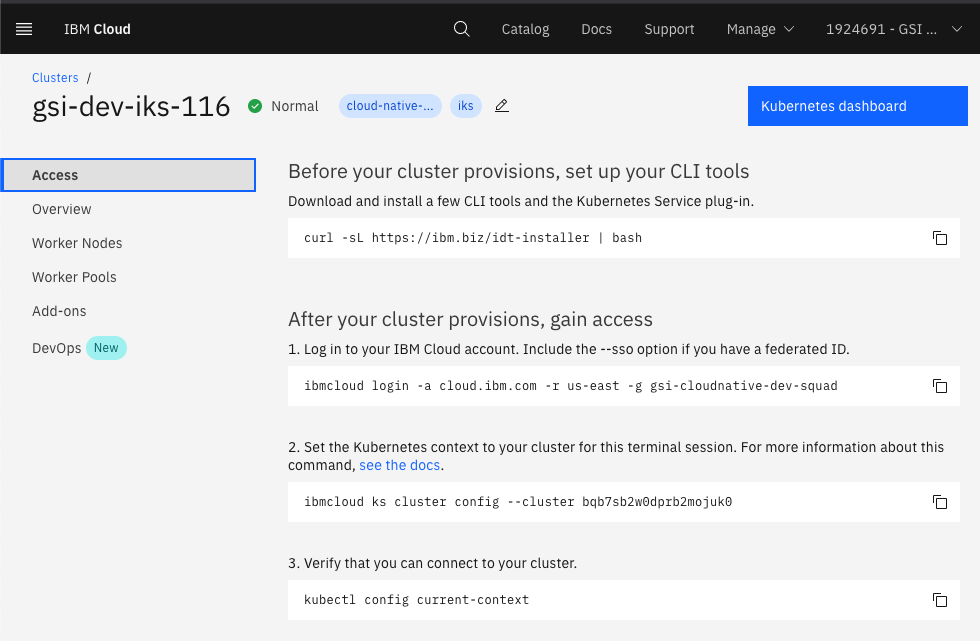 IBM Cloud
Catalog
Docs
Support
Manage
1924691 - GSI ...
Clusters /
gsi-dev-iks-116
Normal
cloud-native-...
iks
Kubernetes dashboard
Access
Overview
Worker Nodes
Worker Pools
Add-ons
DevOps New
Before your cluster provisions, set up your CLI tools
Download and install a few CLI tools and the Kubernetes Service plug-in.
curl -sL https://ibm.biz/idt-installer | bash
After your cluster provisions, gain access
1. Log in to your IBM Cloud account. Include the --sso option if you have a federated ID.
ibmcloud login -a cloud.ibm.com -r us-east -g gsi-cloudnative-dev-squad
2. Set the Kubernetes context to your cluster for this terminal session. For more information about this
command, see the docs.
ibmcloud ks cluster config --cluster bqb7sb2w0dprb2mojuk0
3. Verify that you can connect to your cluster.
kubectl config current-context